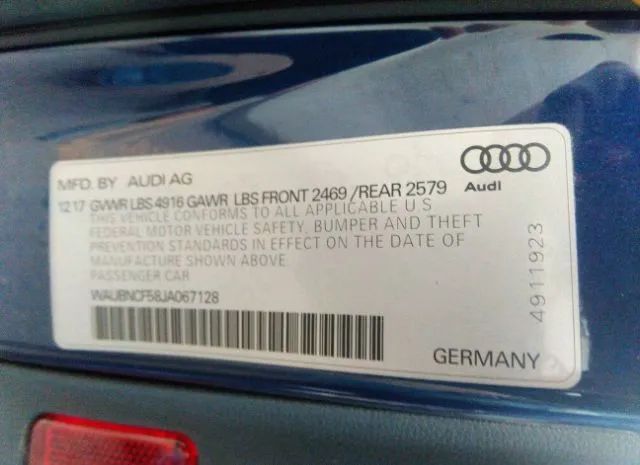 MFD. BY AUDI AG
Audi
12 17 GVWR LBS 4916 GAWR LBS FRONT 2469 /REAR 2579
THIS VEHICLE CONFORMS TO ALL APPLICABLE U S
FEDERAL MOTOR VEHICLE SAFETY, BUMPER AND THEFT
PREVENTION STANDARDS IN EFFECT ON THE DATE OF
MANUFACTURE SHOWN ABOVE.
PASSENGER CAR
WAUBNCF58JA067128
4911923
GERMANY